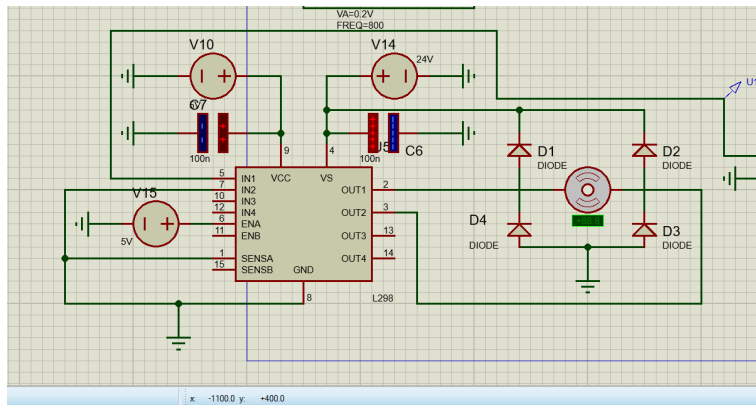 VA=0.2V
FREQ=800
V10
V14
24V
U1
C7
100n
9
4
100n
C6
D1
DIODE
D2
DIODE
VCC
VS
V15
5V
5
7
10
12
6
11
1
15
IN1
IN2
IN3
IN4
ENA
ENB
SENSA
SENSB
GND
8
OUT1
OUT2
OUT3
OUT4
2
3
13
14
L298
D4
DIODE
D3
DIODE
x: -1100.0 y: +400.0